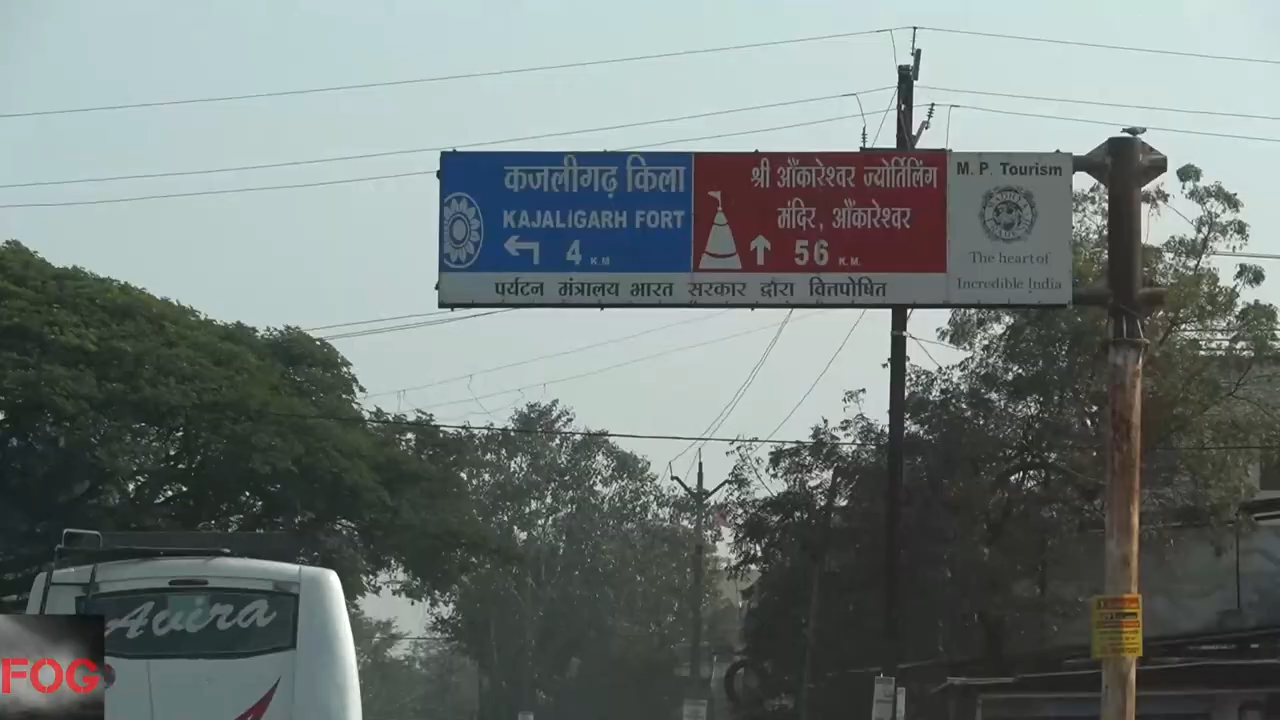 कजलीगढ़ किला
KAJALIGARH FORT
4 K.M
श्री ओंकारेश्वर ज्योर्तिलिंग
मंदिर, ओंकारेश्वर
56 K.M.
M. P. Tourism
The heart of
Incredible India
पर्यटन मंत्रालय भारत सरकार द्वारा वित्तपोषित
Avira
FOG